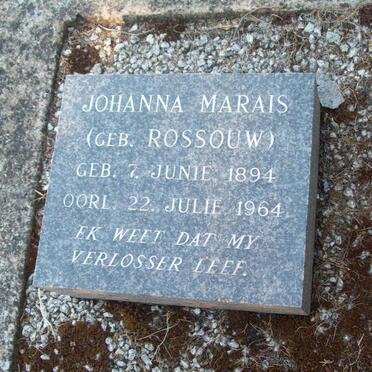 JOHANNA MARAIS
(GEB. ROSSOUW)
GEB. 7. JUNIE 1894
OORL. 22. JULIE 1964
EK WEET DAT MY
VERLOSSER LEEF.